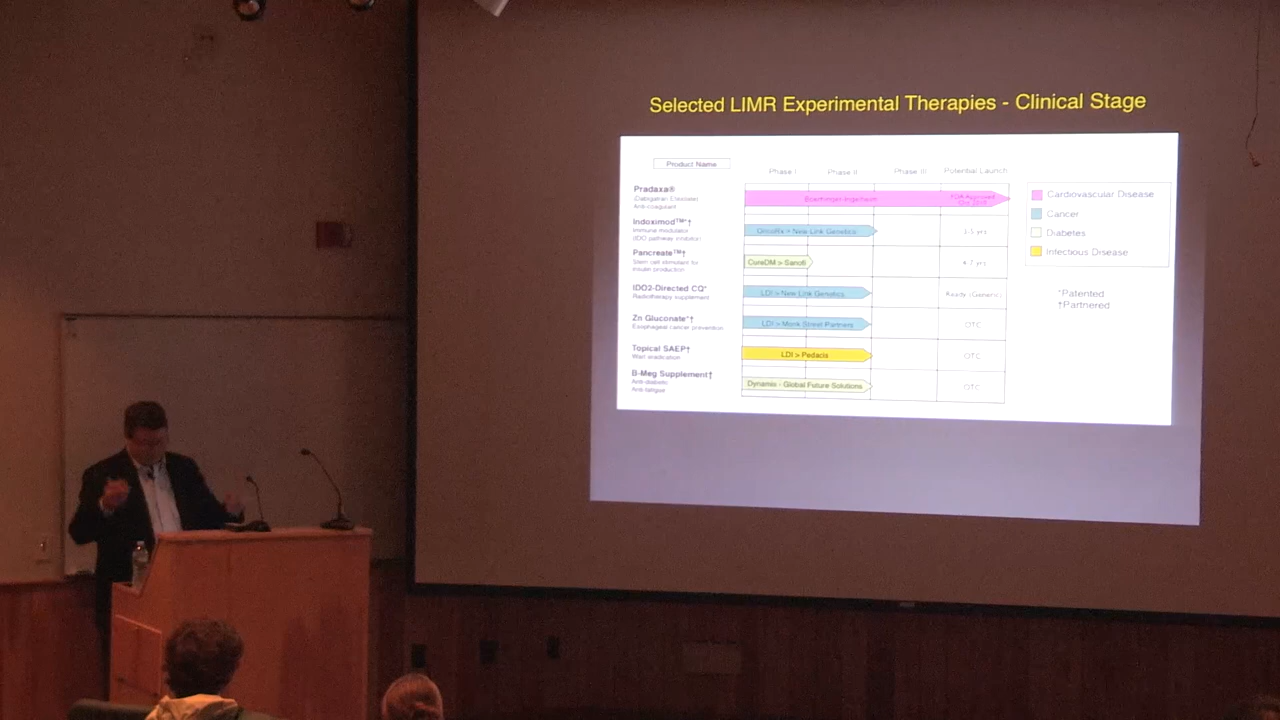 Selected LIMR Experimental Therapies - Clinical Stage
Product Name
Phase I Phase II Phase III Potential Launch
Pradaxa®
(Dabigatran Etexilate)
Anti-coagulant
Boehringer Ingelheim
FDA Approved
Indoximod™*†
Immune modulator
(IDO pathway inhibitor)
OncoRx > New Link Genetics
3-5 yrs
Pancreate™†
Stem cell stimulant for
insulin production
CureDM > Sanofi
4-7 yrs
IDO2-Directed CQ*
Radiotherapy supplement
LDI > New Link Genetics
Ready (Generic)
Zn Gluconate*†
Esophageal cancer prevention
LDI > Monk Street Partners
OTC
Topical SAEP†
Wart eradication
LDI > Pedacis
OTC
B-Meg Supplement†
Anti-diabetic
Anti-fatigue
Dynamis - Global Future Solutions
OTC
Cardiovascular Disease
Cancer
Diabetes
Infectious Disease
*Patented
†Partnered